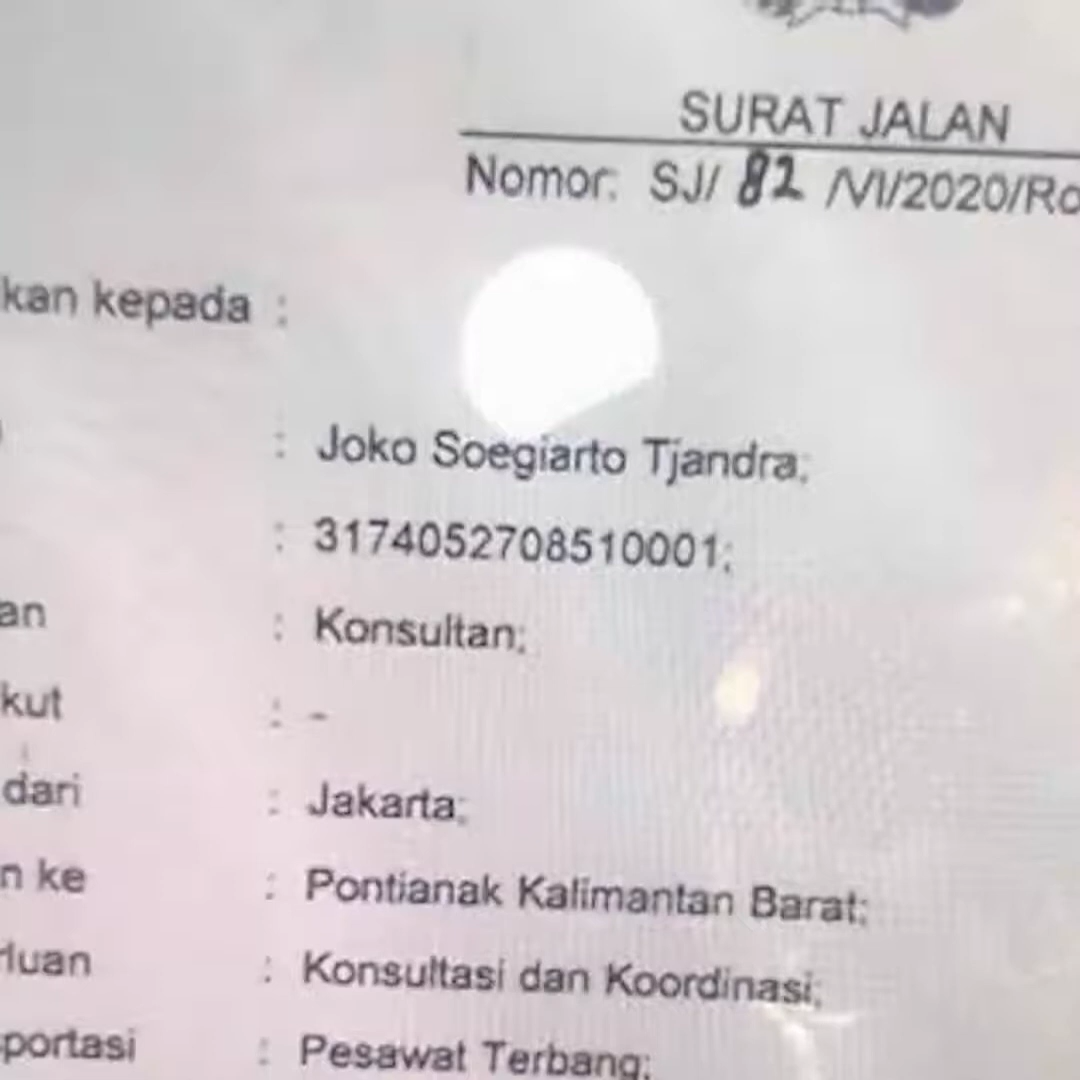 SURAT JALAN
Nomor: SJ/ 82 /VI/2020/Ro
kan kepada :
: Joko Soegiarto Tjandra;
: 3174052708510001;
an : Konsultan;
kut : -
dari : Jakarta;
n ke : Pontianak Kalimantan Barat;
rluan : Konsultasi dan Koordinasi;
portasi : Pesawat Terbang;